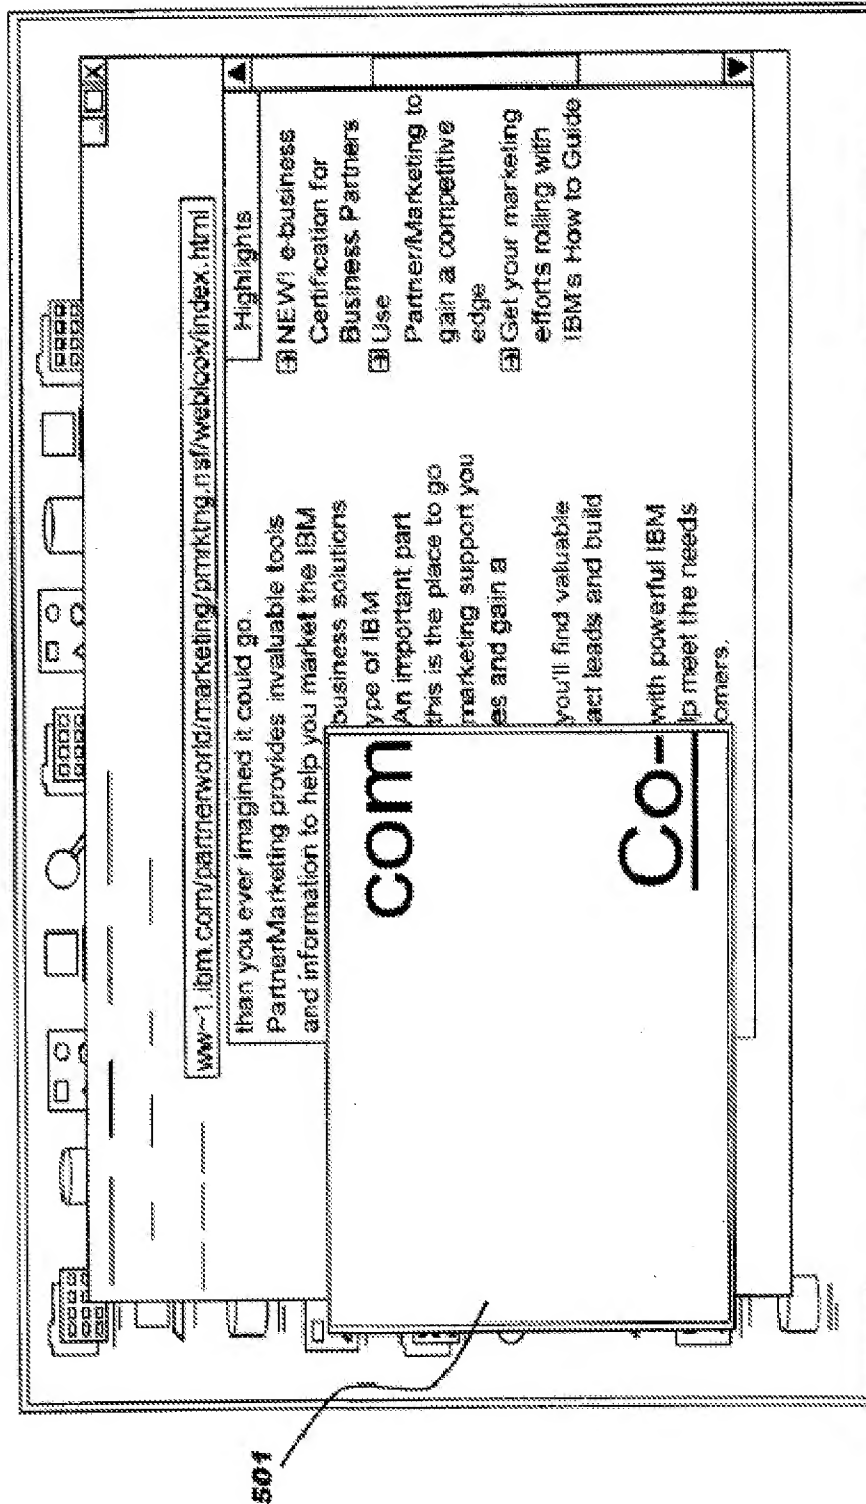 ww~1.ibm.com/partnerworld/marketing/pmrktng.nsf/weblook/index.html
than you ever imagined it could go.
PartnerMarketing provides invaluable tools
and information to help you market the IBM
business solutions
ype of IBM
An important part
this is the place to go
marketing support you
es and gain a
you'll find valuable
act leads and build
with powerful IBM
lp meet the needs
omers.
com
Co-
Highlights
NEW! e-business
Certification for
Business Partners
Use
Partner/Marketing to
gain a competitive
edge
Get your marketing
efforts rolling with
IBM's How to Guide
501